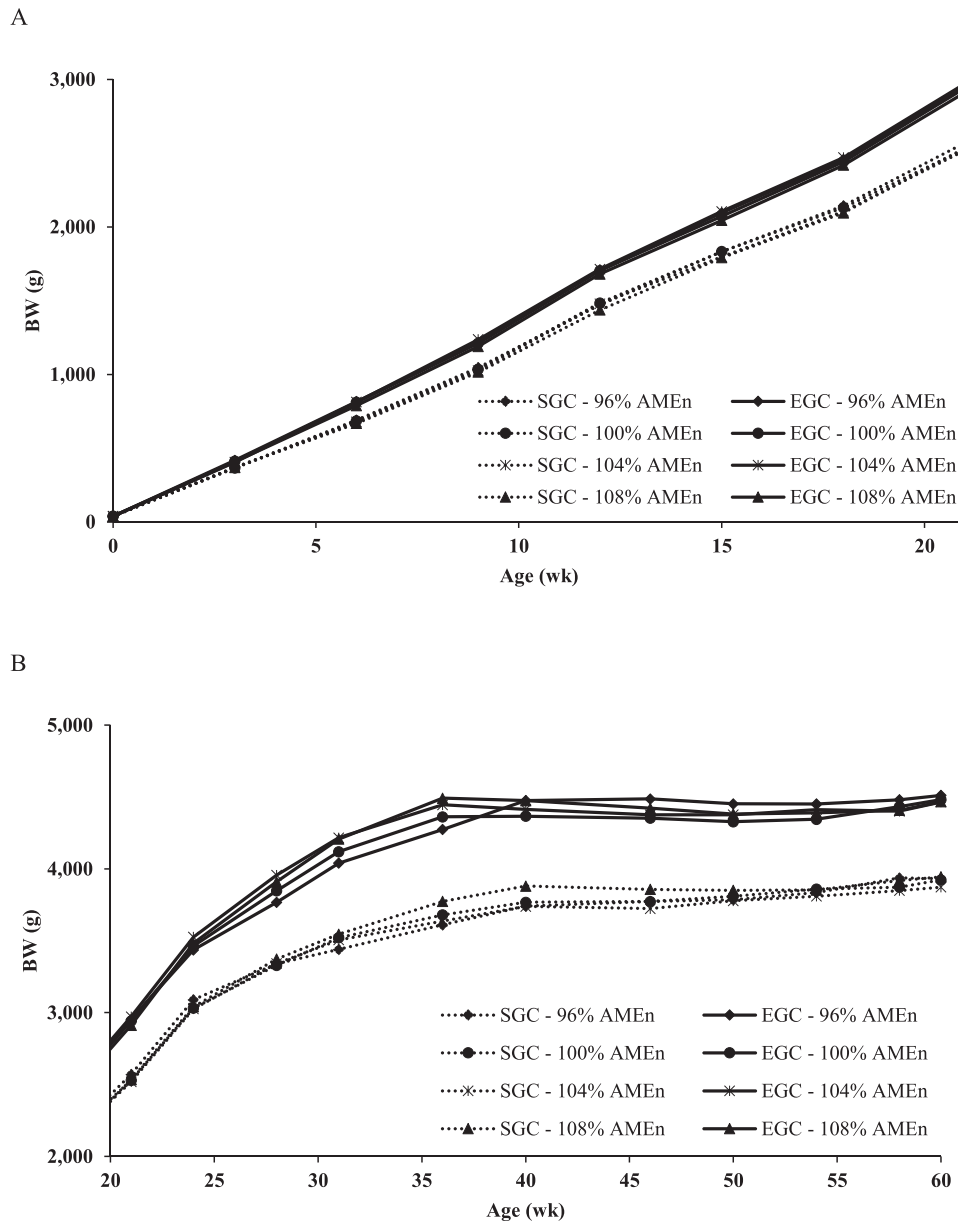 A
3,000
2,000
1,000
0
BW (g)
SGC - 96% AMEn
EGC - 96% AMEn
SGC - 100% AMEn
EGC - 100% AMEn
SGC - 104% AMEn
EGC - 104% AMEn
SGC - 108% AMEn
EGC - 108% AMEn
0 5 10 15 20
Age (wk)
B
5,000
4,000
3,000
2,000
BW (g)
SGC - 96% AMEn
EGC - 96% AMEn
SGC - 100% AMEn
EGC - 100% AMEn
SGC - 104% AMEn
EGC - 104% AMEn
SGC - 108% AMEn
EGC - 108% AMEn
20 25 30 35 40 45 50 55 60
Age (wk)